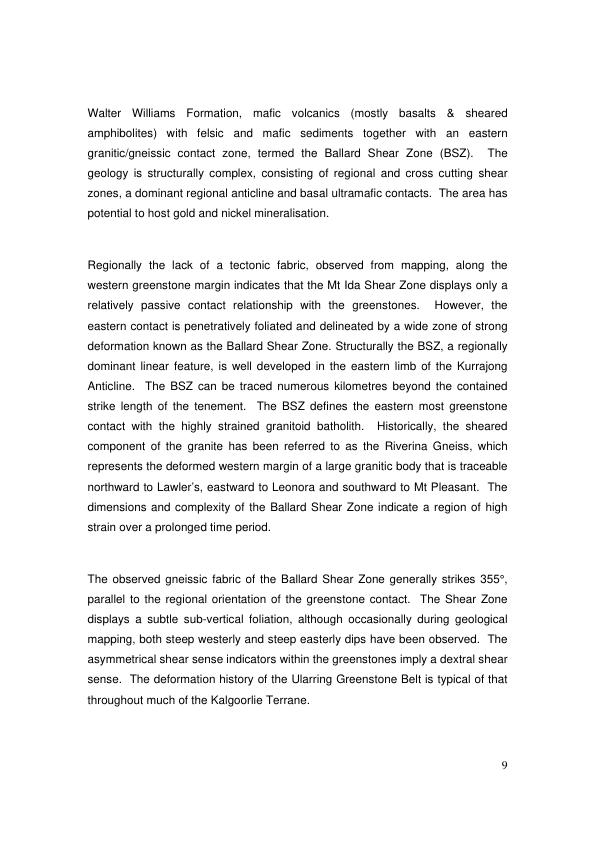 Walter Williams Formation, mafic volcanics (mostly basalts & sheared
amphibolites) with felsic and mafic sediments together with an eastern
granitic/gneissic contact zone, termed the Ballard Shear Zone (BSZ).  The
geology is structurally complex, consisting of regional and cross cutting shear
zones, a dominant regional anticline and basal ultramafic contacts.  The area has
potential to host gold and nickel mineralisation.

Regionally the lack of a tectonic fabric, observed from mapping, along the
western greenstone margin indicates that the Mt Ida Shear Zone displays only a
relatively passive contact relationship with the greenstones.  However, the
eastern contact is penetratively foliated and delineated by a wide zone of strong
deformation known as the Ballard Shear Zone. Structurally the BSZ, a regionally
dominant linear feature, is well developed in the eastern limb of the Kurrajong
Anticline.  The BSZ can be traced numerous kilometres beyond the contained
strike length of the tenement.  The BSZ defines the eastern most greenstone
contact with the highly strained granitoid batholith.  Historically, the sheared
component of the granite has been referred to as the Riverina Gneiss, which
represents the deformed western margin of a large granitic body that is traceable
northward to Lawler’s, eastward to Leonora and southward to Mt Pleasant.  The
dimensions and complexity of the Ballard Shear Zone indicate a region of high
strain over a prolonged time period.

The observed gneissic fabric of the Ballard Shear Zone generally strikes 355°,
parallel to the regional orientation of the greenstone contact.  The Shear Zone
displays a subtle sub-vertical foliation, although occasionally during geological
mapping, both steep westerly and steep easterly dips have been observed.  The
asymmetrical shear sense indicators within the greenstones imply a dextral shear
sense.  The deformation history of the Ularring Greenstone Belt is typical of that
throughout much of the Kalgoorlie Terrane.

9